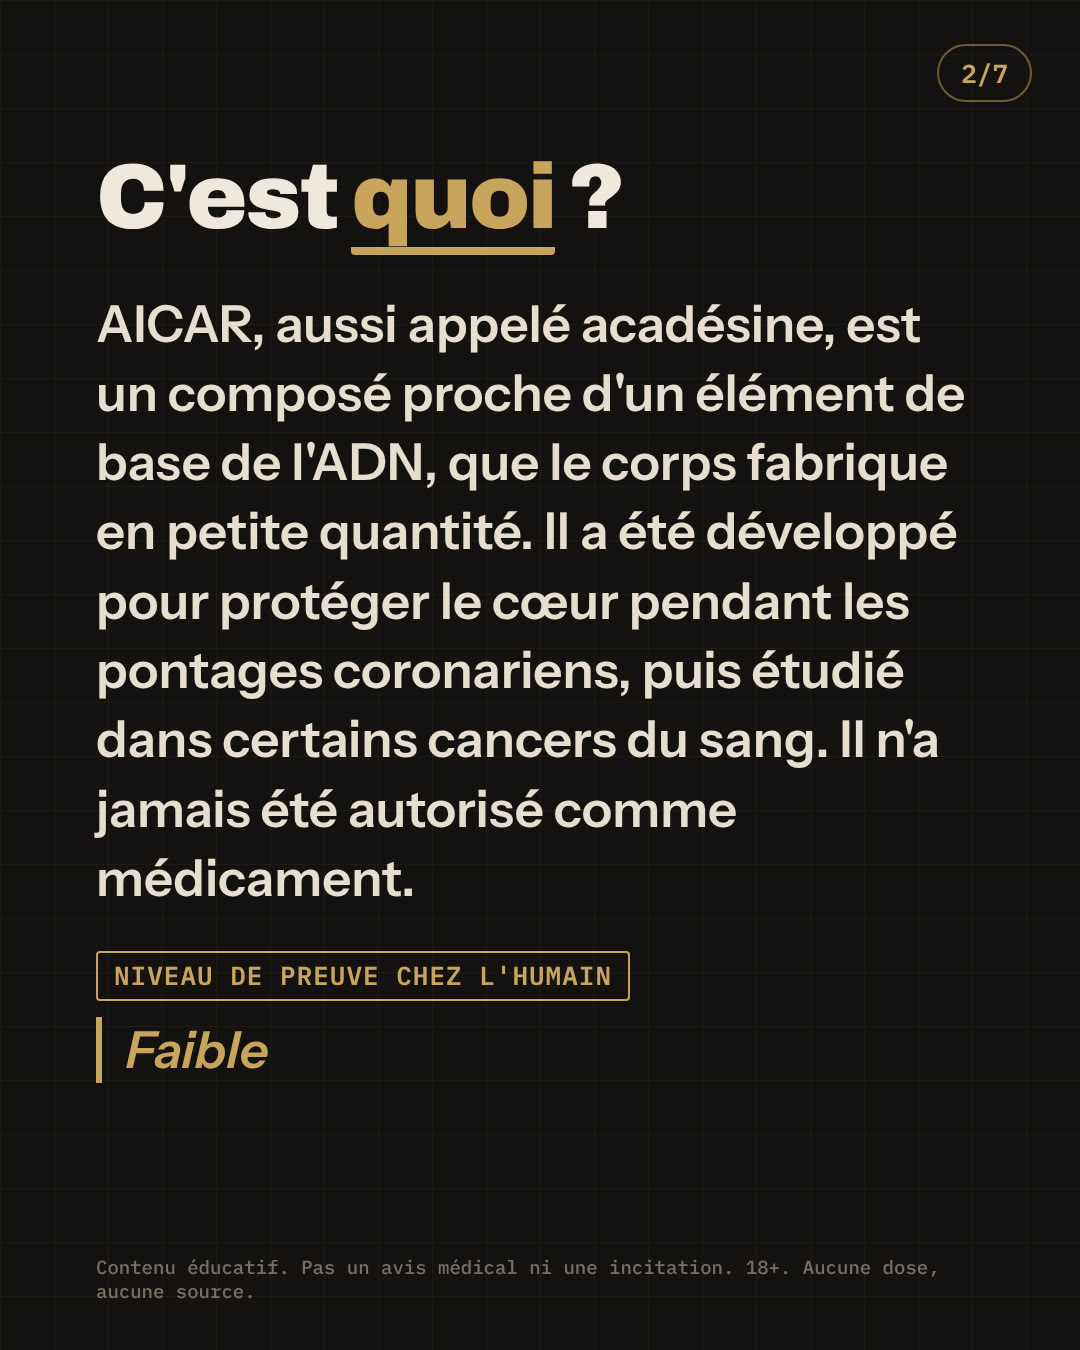 2/7
C'est quoi ?
AICAR, aussi appelé acadésine, est
un composé proche d'un élément de
base de l'ADN, que le corps fabrique
en petite quantité. Il a été développé
pour protéger le cœur pendant les
pontages coronariens, puis étudié
dans certains cancers du sang. Il n'a
jamais été autorisé comme
médicament.
NIVEAU DE PREUVE CHEZ L'HUMAIN
Faible
Contenu éducatif. Pas un avis médical ni une incitation. 18+. Aucune dose,
aucune source.